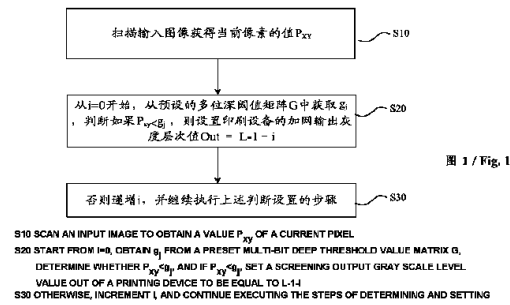 扫描输入图像获得当前像素的值PXY
S10
从i=0开始，从预设的多位深阈值矩阵G中获取gi
，判断如果Pxy<gi，则设置印刷设备的加网输出灰
度层次值Out = L-1-i
S20
图 1 / Fig. 1
否则递增i，并继续执行上述判断设置的步骤
S30
S10 SCAN AN INPUT IMAGE TO OBTAIN A VALUE Pxy OF A CURRENT PIXEL
S20 START FROM I=0, OBTAIN gj FROM A PRESET MULTI-BIT DEEP THRESHOLD VALUE MATRIX G,
DETERMINE WHETHER Pxy<gj, AND IF Pxy<gj, SET A SCREENING OUTPUT GRAY SCALE LEVEL
VALUE OUT OF A PRINTING DEVICE TO BE EQUAL TO L-1-I
S30 OTHERWISE, INCREMENT I, AND CONTINUE EXECUTING THE STEPS OF DETERMINING AND SETTING